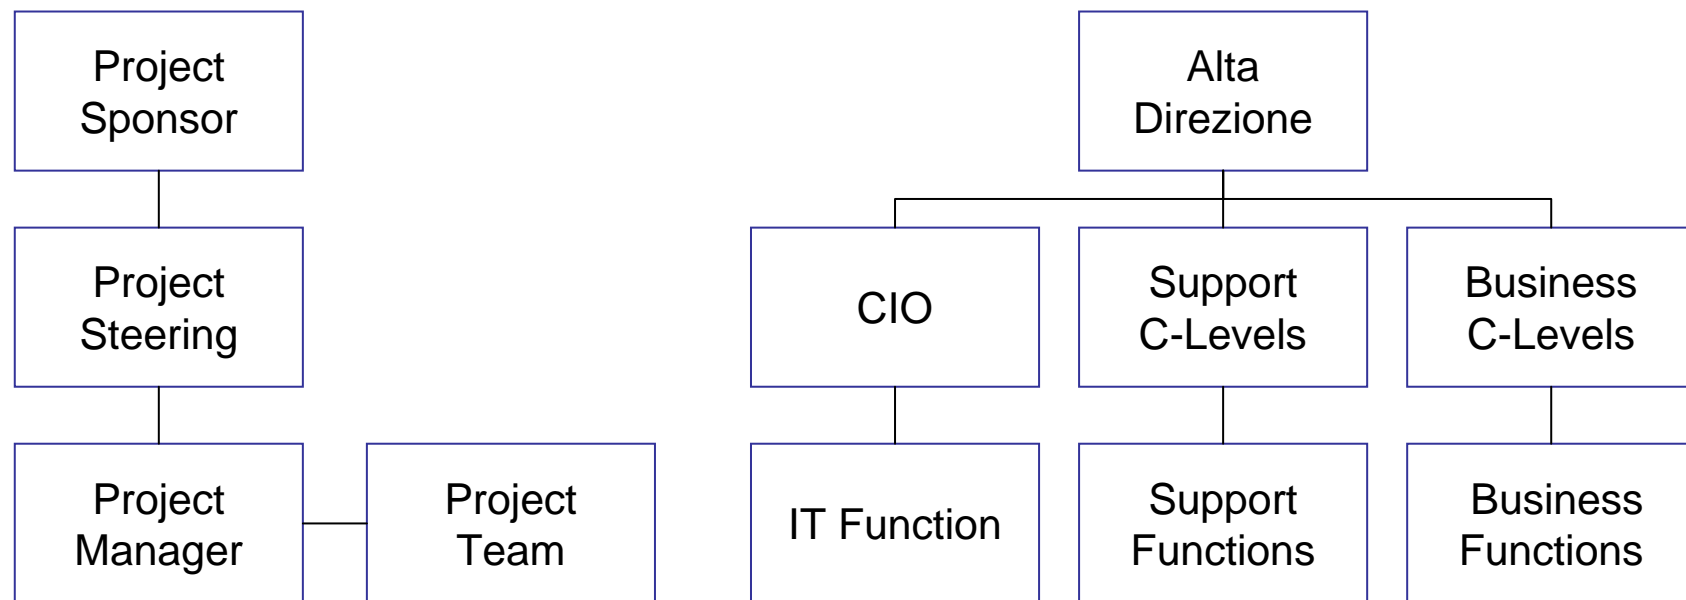 Project
Sponsor
Alta
Direzione
Project
Steering
CIO
Support
C-Levels
Business
C-Levels
Project
Manager
Project
Team
IT Function
Support
Functions
Business
Functions